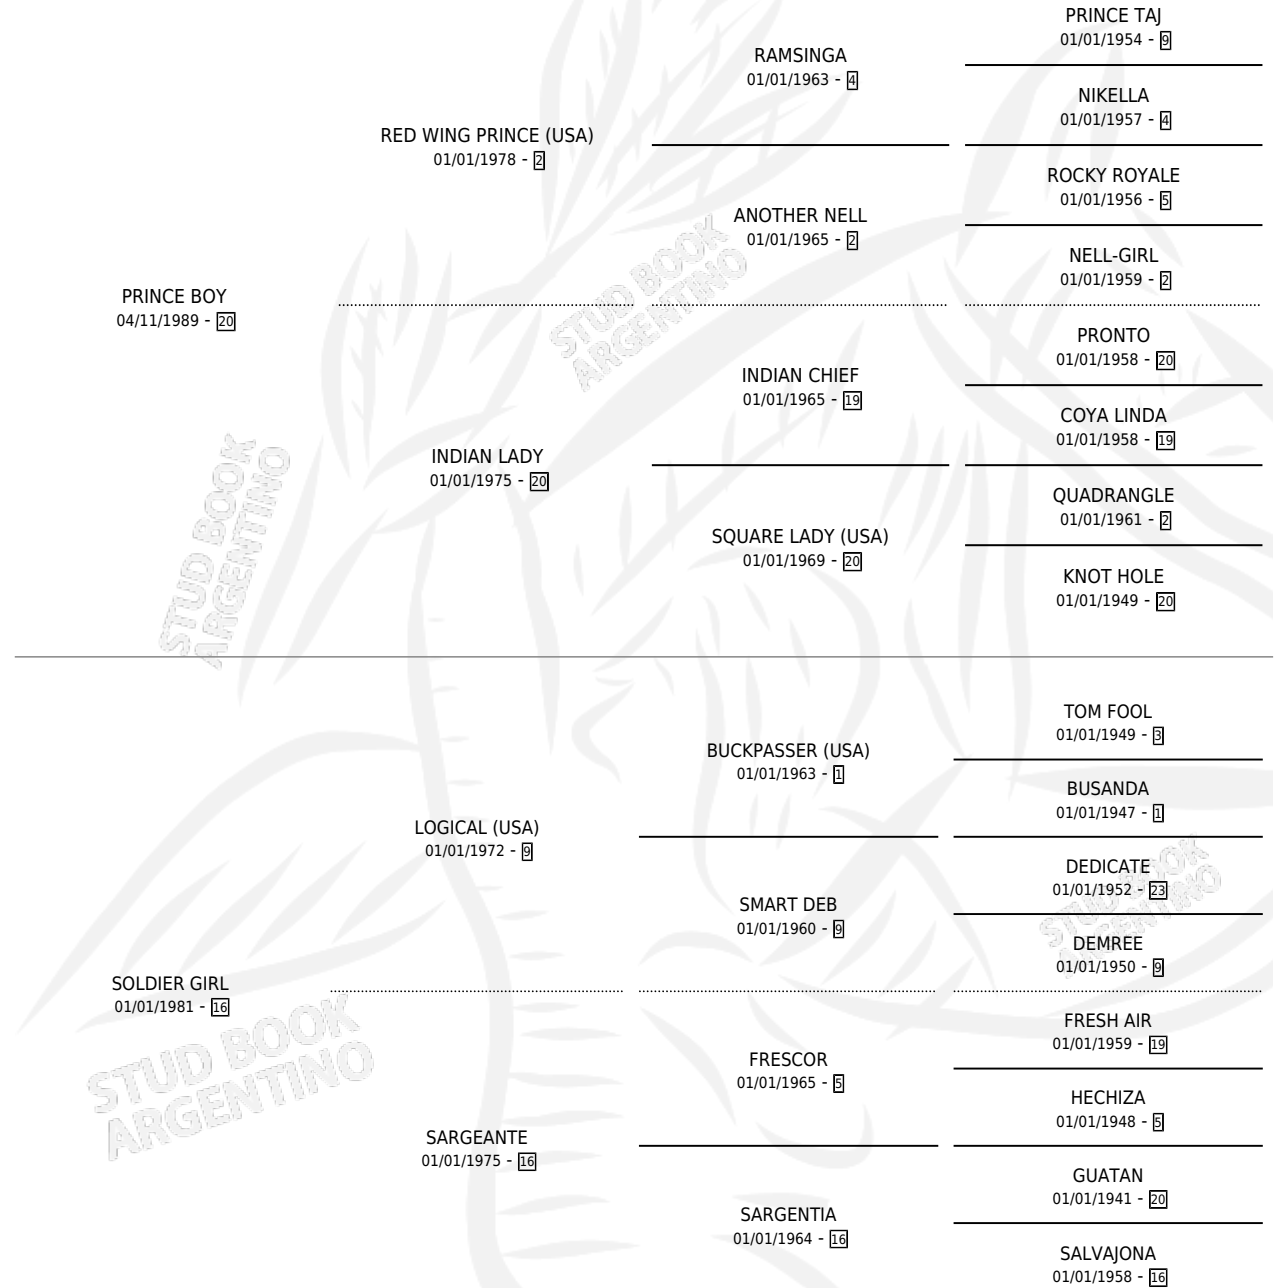 PRINCE TAJ
01/01/1954 - 9
RAMSINGA
01/01/1963 - 4
NIKELLA
01/01/1957 - 4
RED WING PRINCE (USA)
01/01/1978 - 2
ROCKY ROYALE
01/01/1956 - 5
ANOTHER NELL
01/01/1965 - 2
NELL-GIRL
01/01/1959 - 2
STUD BOOK
ARGENTINO
PRINCE BOY
04/11/1989 - 20
PRONTO
01/01/1958 - 20
INDIAN CHIEF
01/01/1965 - 19
COYA LINDA
01/01/1958 - 19
INDIAN LADY
01/01/1975 - 20
QUADRANGLE
01/01/1961 - 2
SQUARE LADY (USA)
01/01/1969 - 20
KNOT HOLE
01/01/1949 - 20
STUD BOOK
ARGENTINO
TOM FOOL
01/01/1949 - 3
BUCKPASSER (USA)
01/01/1963 - 1
BUSANDA
01/01/1947 - 1
LOGICAL (USA)
01/01/1972 - 9
DEDICATE
01/01/1952 - 23
SMART DEB
01/01/1960 - 9
DEMREE
01/01/1950 - 9
STUD BOOK
ARGENTINO
SOLDIER GIRL
01/01/1981 - 16
FRESH AIR
01/01/1959 - 19
FRESCOR
01/01/1965 - 5
HECHIZA
01/01/1948 - 5
STUD BOOK
ARGENTINO
SARGEANTE
01/01/1975 - 16
GUATAN
01/01/1941 - 20
SARGENTIA
01/01/1964 - 16
SALVAJONA
01/01/1958 - 16